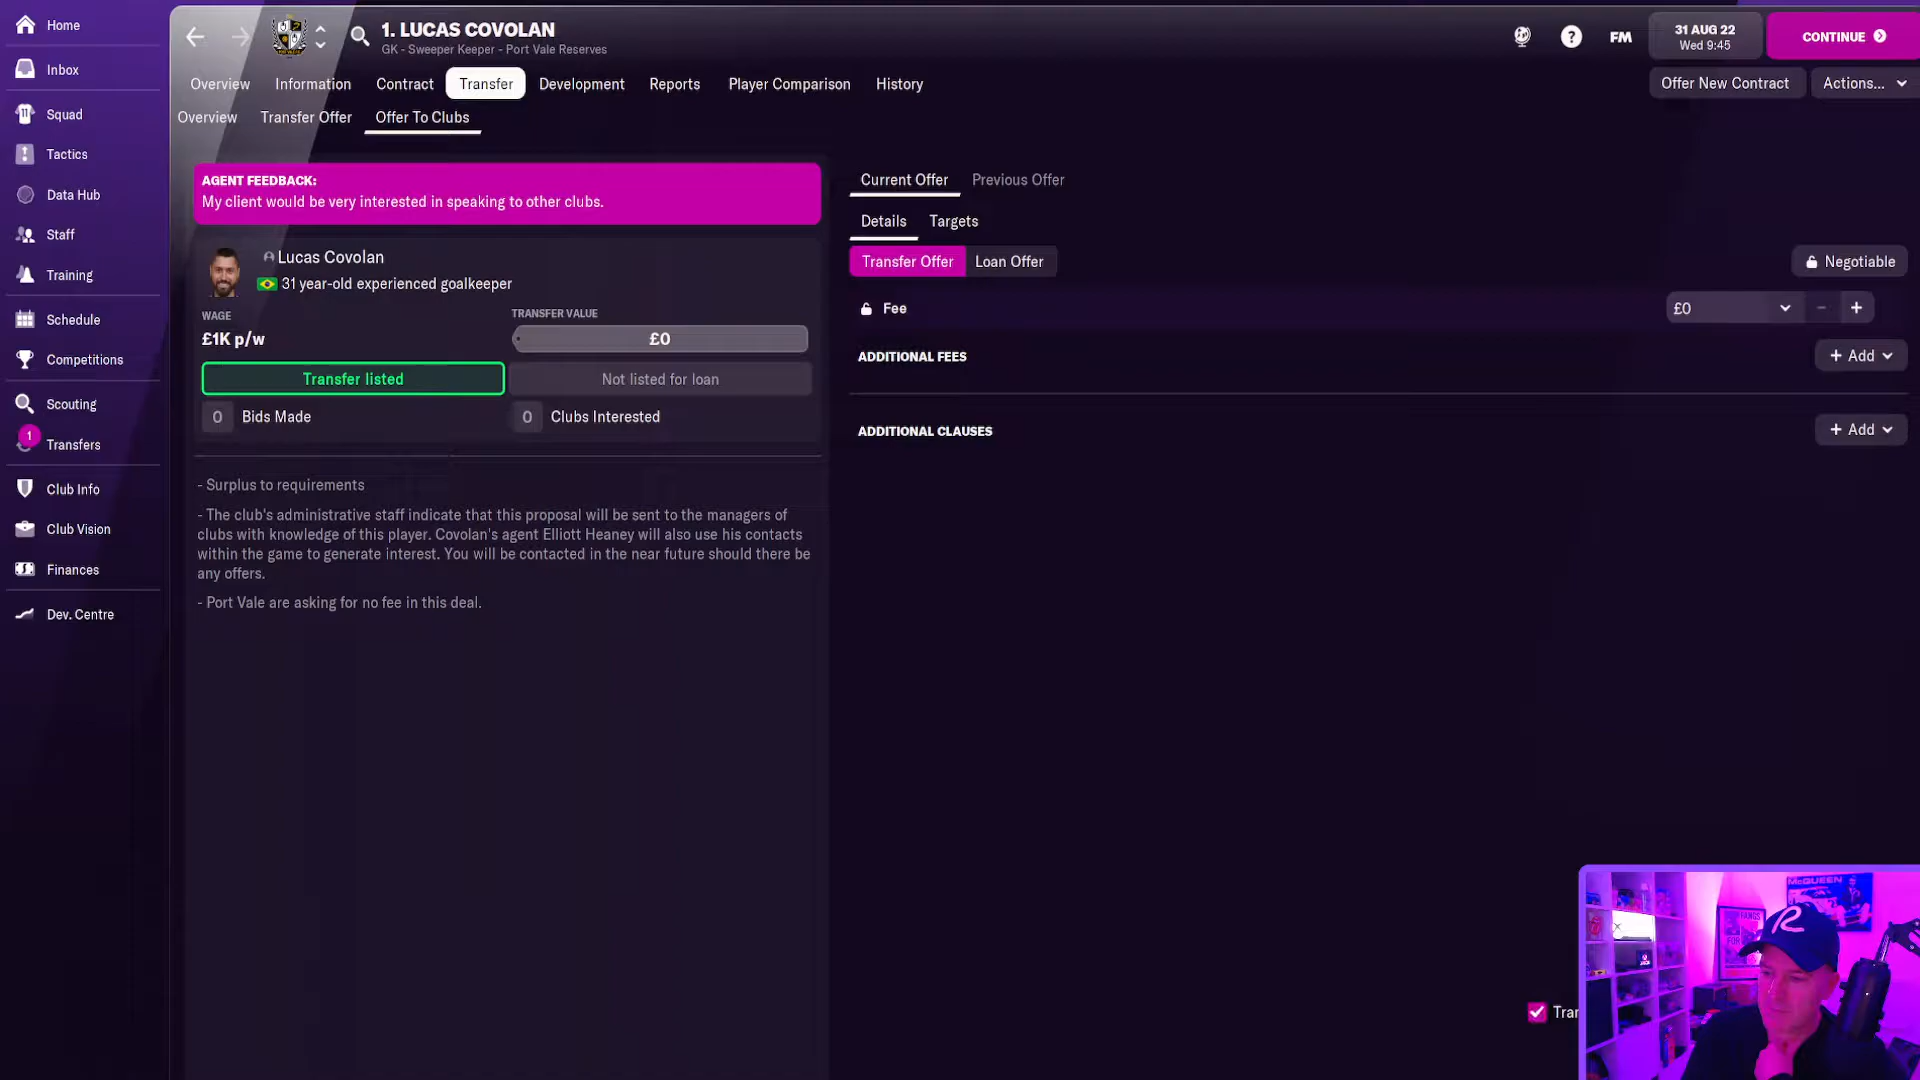 Home
Inbox
Squad
Tactics
Data Hub
Staff
Training
Schedule
Competitions
Scouting
1
Transfers
Club Info
Club Vision
Finances
Dev. Centre
1. LUCAS COVOLAN
GK - Sweeper Keeper - Port Vale Reserves
FM
31 AUG 22
Wed 9:45
CONTINUE
Overview Information Contract Transfer Development Reports Player Comparison History
Offer New Contract
Actions...
Overview Transfer Offer Offer To Clubs
AGENT FEEDBACK:
My client would be very interested in speaking to other clubs.
Lucas Covolan
31 year-old experienced goalkeeper
WAGE
£1K p/w
TRANSFER VALUE
£0
Transfer listed
Not listed for loan
0 Bids Made
0 Clubs Interested
- Surplus to requirements
- The club's administrative staff indicate that this proposal will be sent to the managers of
clubs with knowledge of this player. Covolan's agent Elliott Heaney will also use his contacts
within the game to generate interest. You will be contacted in the near future should there be
any offers.
- Port Vale are asking for no fee in this deal.
Current Offer Previous Offer
Details Targets
Transfer Offer Loan Offer
Negotiable
Fee
£0
ADDITIONAL FEES
+ Add
ADDITIONAL CLAUSES
+ Add
Tran
McQUEEN
FANGS
FOR
R